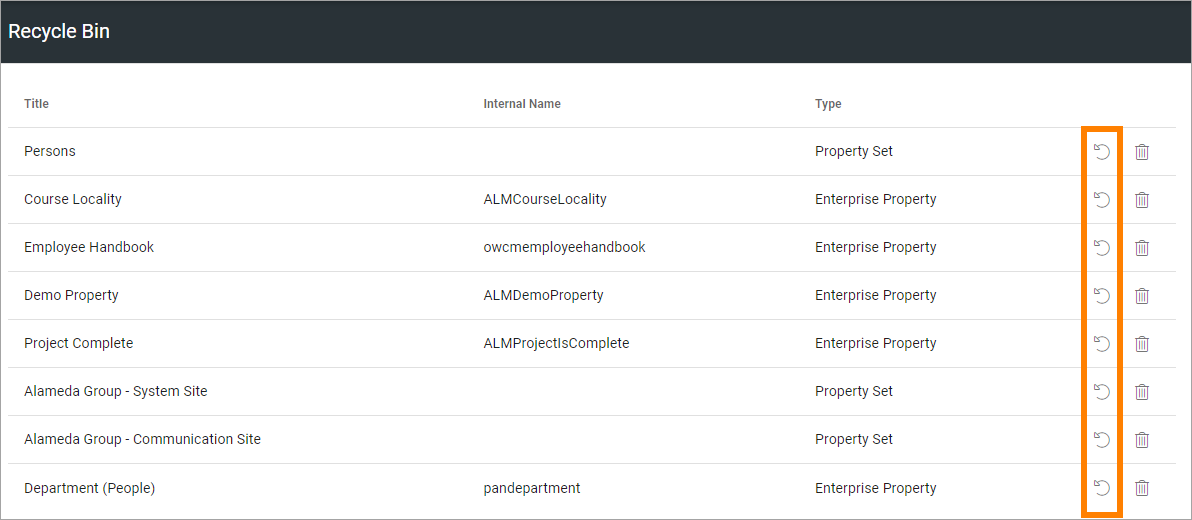 Recycle Bin
Title Internal Name Type
Persons Property Set
Course Locality ALMCourseLocality Enterprise Property
Employee Handbook owcmemployeehandbook Enterprise Property
Demo Property ALMDemoProperty Enterprise Property
Project Complete ALMProjectIsComplete Enterprise Property
Alameda Group - System Site Property Set
Alameda Group - Communication Site Property Set
Department (People) pandepartment Enterprise Property